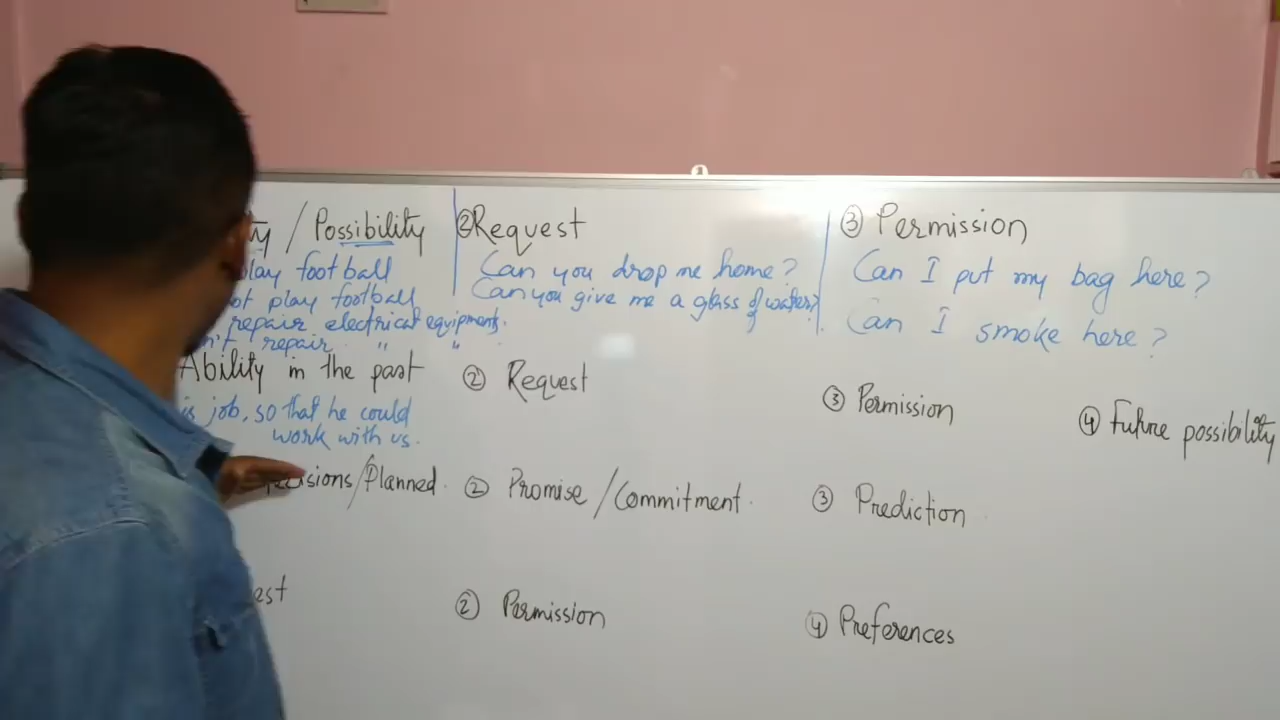 / Possibility
play football
ot play football
repair electrical equipments.
n't repair " "
Ability in the past
is job, so that he could
work with us.
cisions/Planned.
est
② Request
Can you drop me home?
Can you give me a glass of water?
② Request
② Promise/Commitment.
② Permission
③ Permission
Can I put my bag here?
Can I smoke here?
③ Permission
④ Future possibility
③ Prediction
④ Preferences